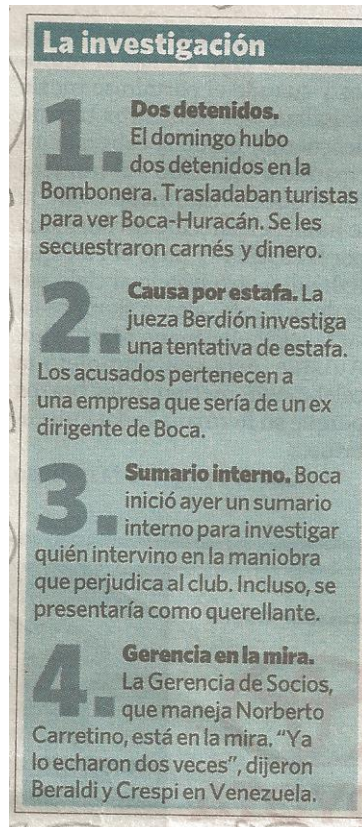 La investigación
1. Dos detenidos.
El domingo hubo
dos detenidos en la
Bombonera. Trasladaban turistas
para ver Boca-Huracán. Se les
secuestraron carnés y dinero.
2. Causa por estafa. La
jueza Berdión investiga
una tentativa de estafa.
Los acusados pertenecen a
una empresa que sería de un ex
dirigente de Boca.
3. Sumario interno. Boca
inició ayer un sumario
interno para investigar
quién intervino en la maniobra
que perjudica al club. Incluso, se
presentaría como querellante.
4. Gerencia en la mira.
La Gerencia de Socios,
que maneja Norberto
Carretino, está en la mira. “Ya
lo echaron dos veces”, dijeron
Beraldi y Crespi en Venezuela.